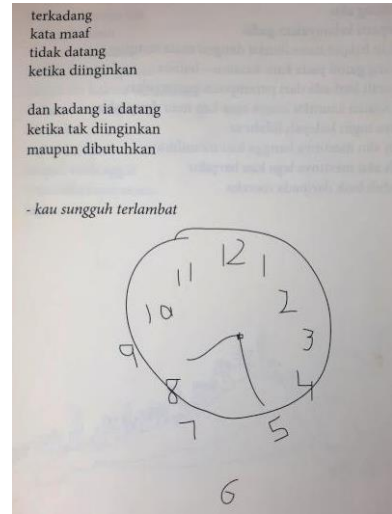 terkadang
kata maaf
tidak datang
ketika diinginkan
dan kadang ia datang
ketika tak diinginkan
maupun dibutuhkan
- kau sungguh terlambat
12
11
1
10
2
3
9
8
4
7
5
6